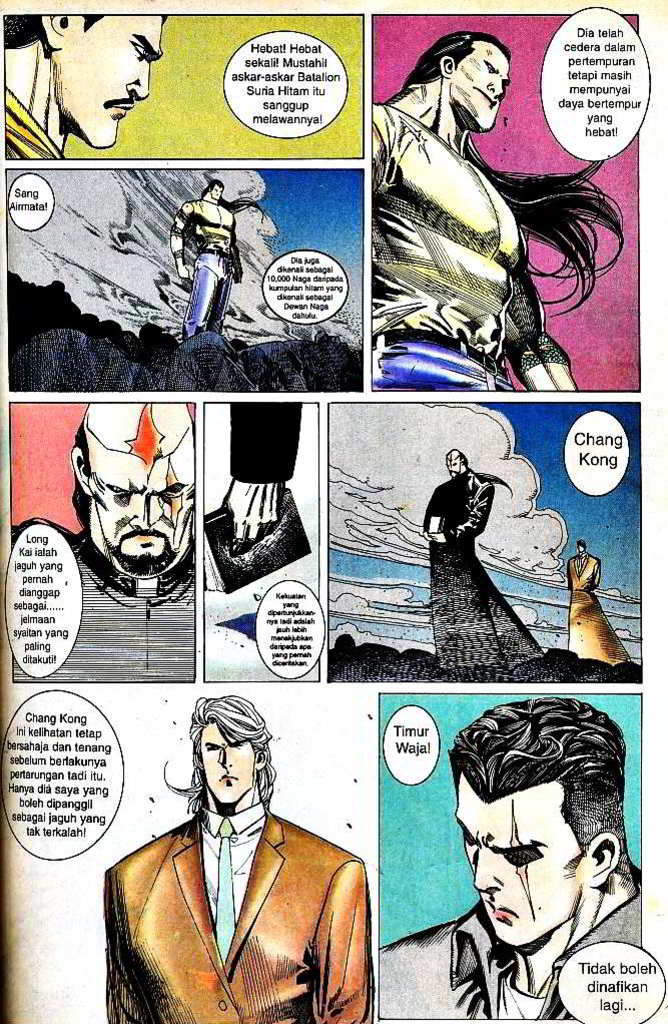 Hebat! Hebat
sekali! Mustahil
askar-askar Batalion
Suria Hitam itu
sanggup
melawannya!
Dia telah
cedera dalam
pertempuran
tetapi masih
mempunyai
daya bertempur
yang
hebat!
Sang
Airmata!
Dia juga
dikenali sebagai
10,000 Naga daripada
kumpulan hitam yang
dikenali sebagai
Dewan Naga
dahulu.
Long
Kai ialah
jaguh yang
pernah
dianggap
sebagai......
jelmaan
syaitan yang
paling
ditakuti!
Kekuatan
yang
dipertunjukkan-
nya tadi adalah
jauh lebih
menakjubkan
daripada apa
yang pernah
diceritakan.
Chang
Kong
Chang Kong
ini kelihatan tetap
bersahaja dan tenang
sebelum berlakunya
pertarungan tadi itu.
Hanya dia saya yang
boleh dipanggil
sebagai jaguh yang
tak terkalah!
Timur
Waja!
Tidak boleh
dinafikan
lagi...